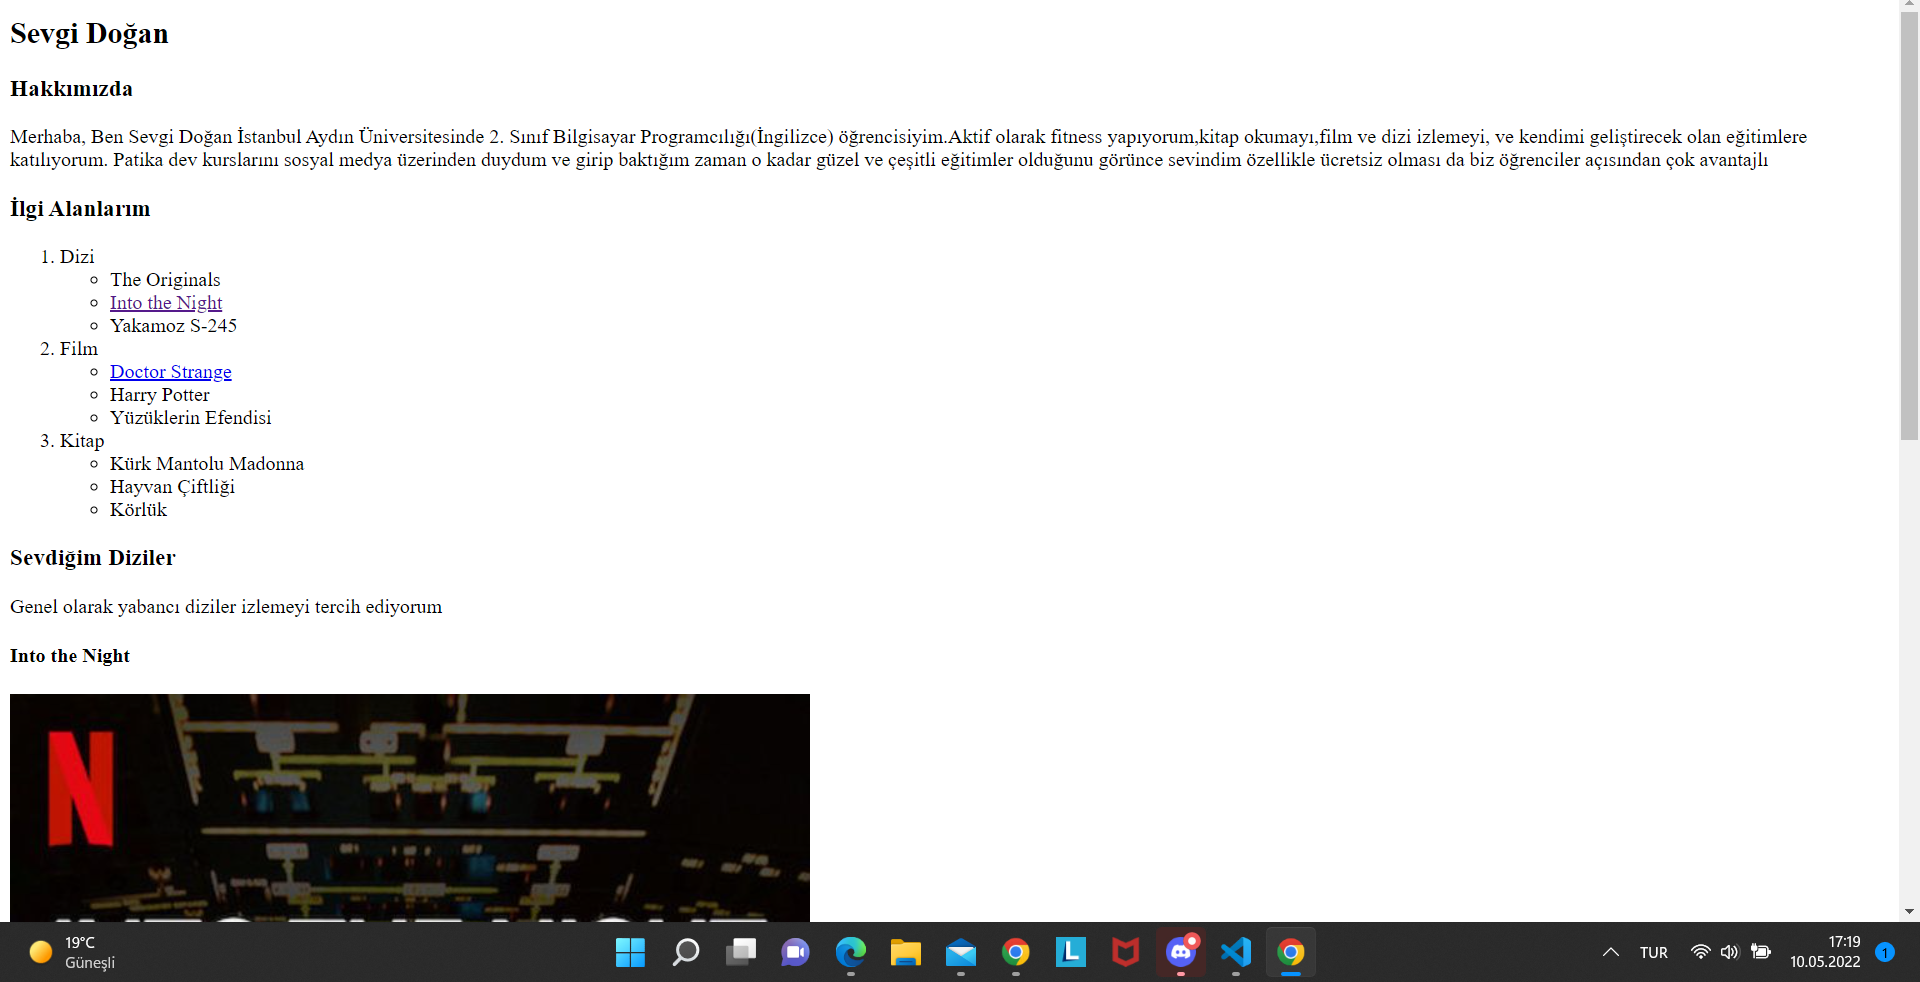 Sevgi Doğan
Hakkımızda
Merhaba, Ben Sevgi Doğan İstanbul Aydın Üniversitesinde 2. Sınıf Bilgisayar Programcılığı(İngilizce) öğrencisiyim.Aktif olarak fitness yapıyorum,kitap okumayı,film ve dizi izlemeyi, ve kendimi geliştirecek olan eğitimlere
katılıyorum. Patika dev kurslarını sosyal medya üzerinden duydum ve girip baktığım zaman o kadar güzel ve çeşitli eğitimler olduğunu görünce sevindim özellikle ücretsiz olması da biz öğrenciler açısından çok avantajlı
İlgi Alanlarım
1. Dizi
The Originals
Into the Night
Yakamoz S-245
2. Film
Doctor Strange
Harry Potter
Yüzüklerin Efendisi
3. Kitap
Kürk Mantolu Madonna
Hayvan Çiftliği
Körlük
Sevdiğim Diziler
Genel olarak yabancı diziler izlemeyi tercih ediyorum
Into the Night
N
19°C
Güneşli
L
TUR
17:19
10.05.2022
1